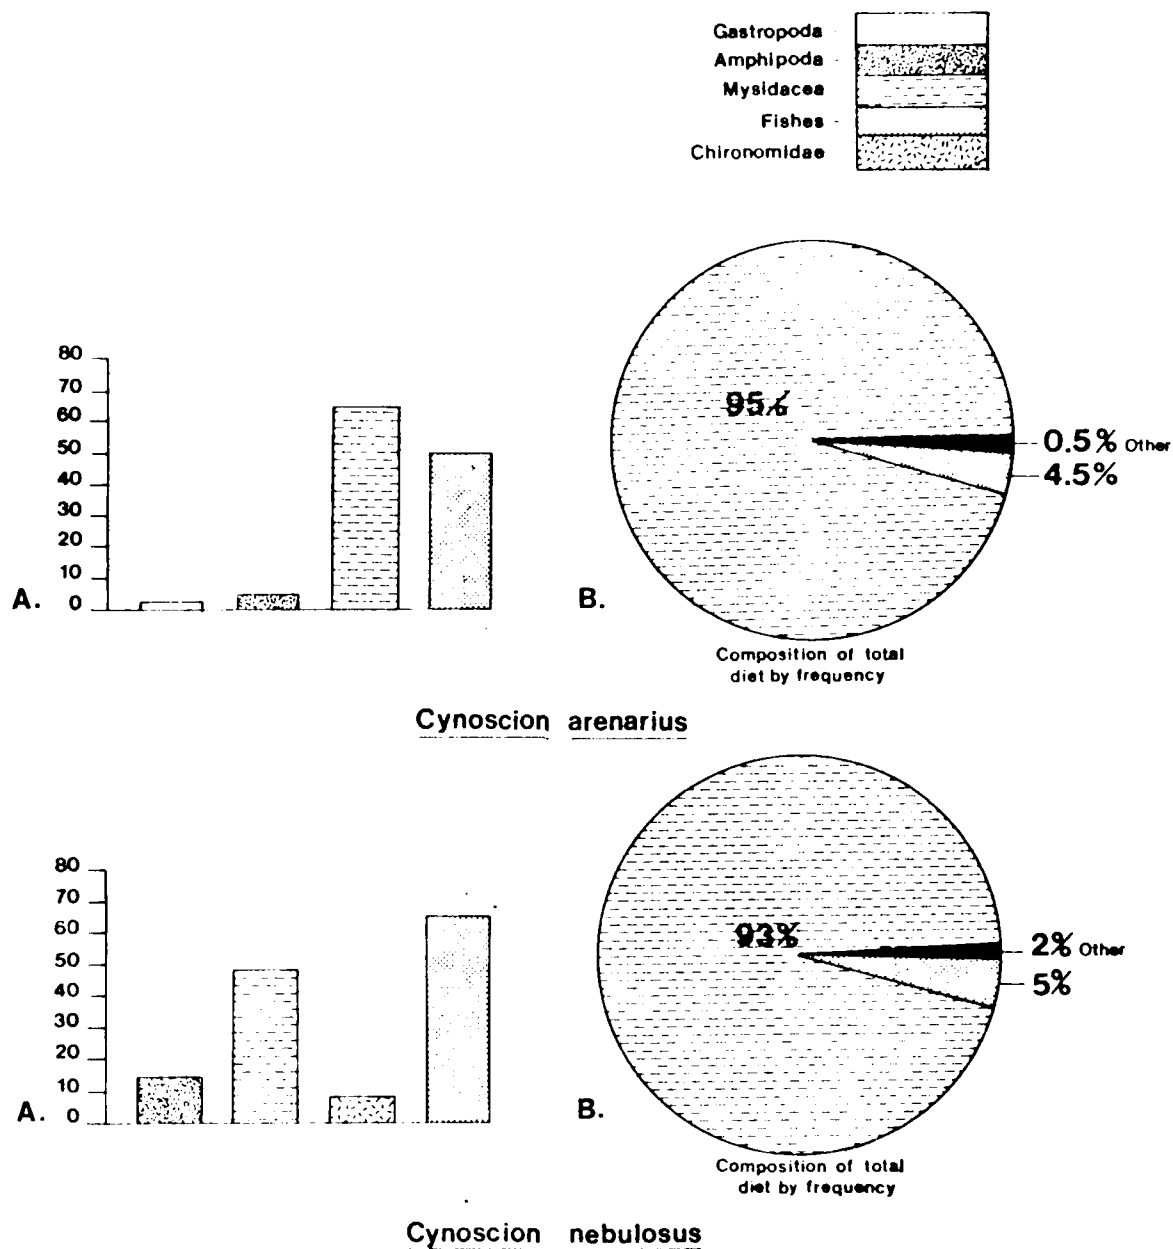 Gastropoda
Amphipoda
Mysidacea
Fishes
Chironomidae
80
70
60
50
40
30
20
10
0
A.
95%
0.5% Other
4.5%
B.
Composition of total
diet by frequency
Cynoscion arenarius
80
70
60
50
40
30
20
10
0
A.
93%
2% Other
5%
B.
Composition of total
diet by frequency
Cynoscion nebulosus